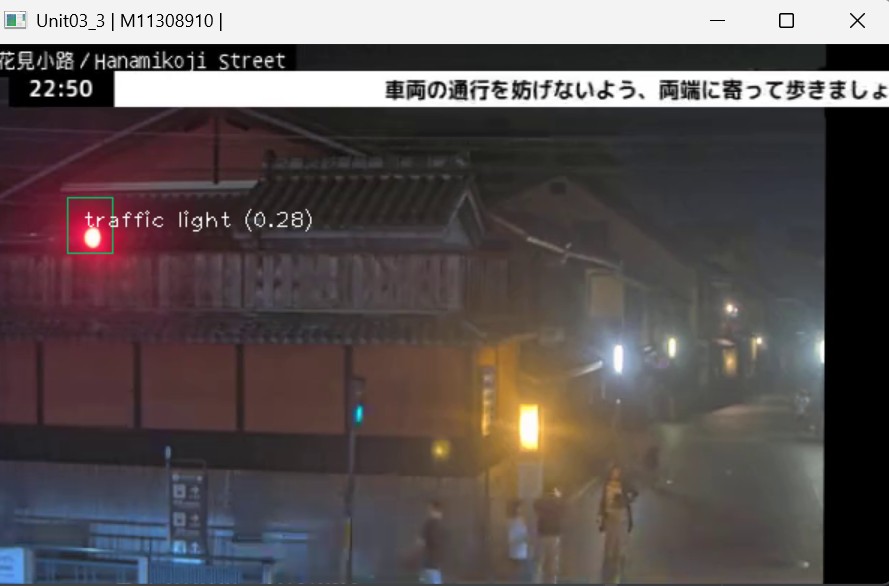 Unit03_3 | M11308910 |
花見小路/Hanamikoji Street
22:50
車両の通行を妨げないよう、両端に寄って歩きましょ
traffic light (0.28)